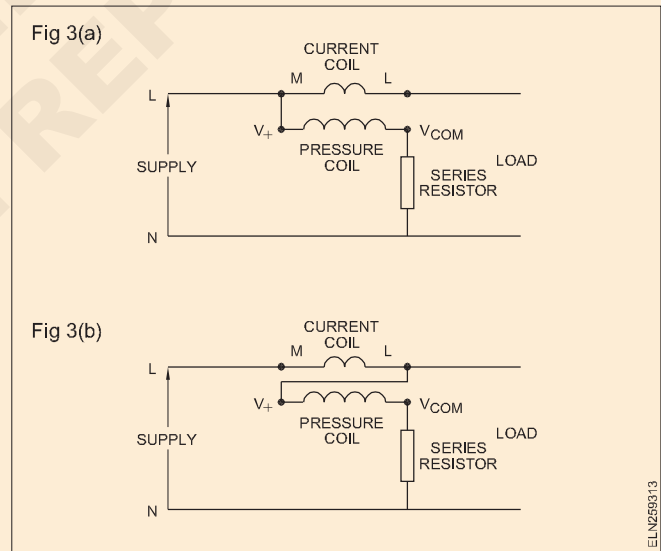 Fig 3(a)
CURRENT
COIL
M L
L
V+ VCOM
PRESSURE
COIL
SUPPLY
LOAD
SERIES
RESISTOR
N
Fig 3(b)
CURRENT
COIL
M L
L
V+ VCOM
PRESSURE
COIL
SUPPLY
LOAD
SERIES
RESISTOR
N
ELN259313